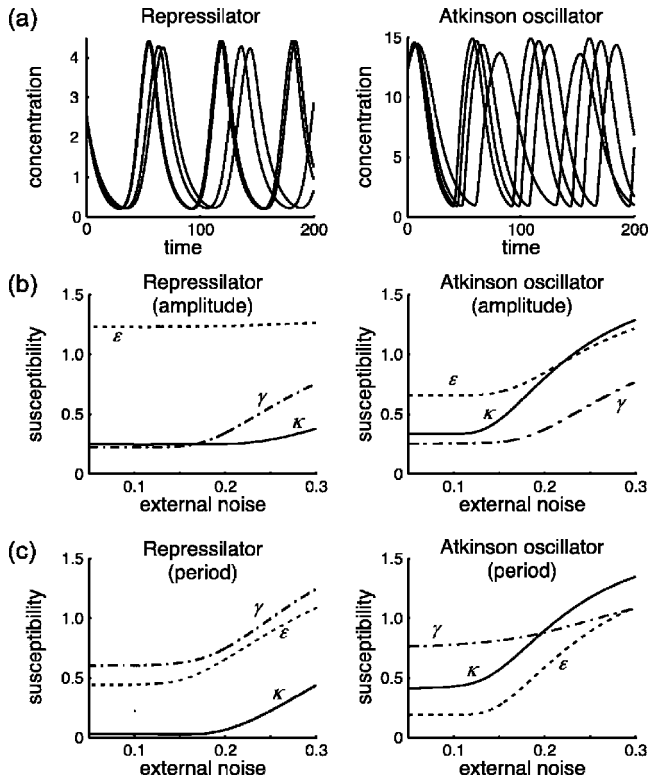 (a)
Repressilator
Atkinson oscillator
concentration
4
3
2
1
0
0
100
200
time
concentration
15
10
5
0
0
100
200
time
(b)
Repressilator
(amplitude)
Atkinson oscillator
(amplitude)
susceptibility
1.5
1.0
0.5
0
ε
γ
κ
0.1
0.2
0.3
external noise
susceptibility
1.5
1.0
0.5
0
ε
κ
γ
0.1
0.2
0.3
external noise
(c)
Repressilator
(period)
Atkinson oscillator
(period)
susceptibility
1.5
1.0
0.5
0
γ
ε
κ
0.1
0.2
0.3
external noise
susceptibility
1.5
1.0
0.5
0
γ
κ
ε
0.1
0.2
0.3
external noise